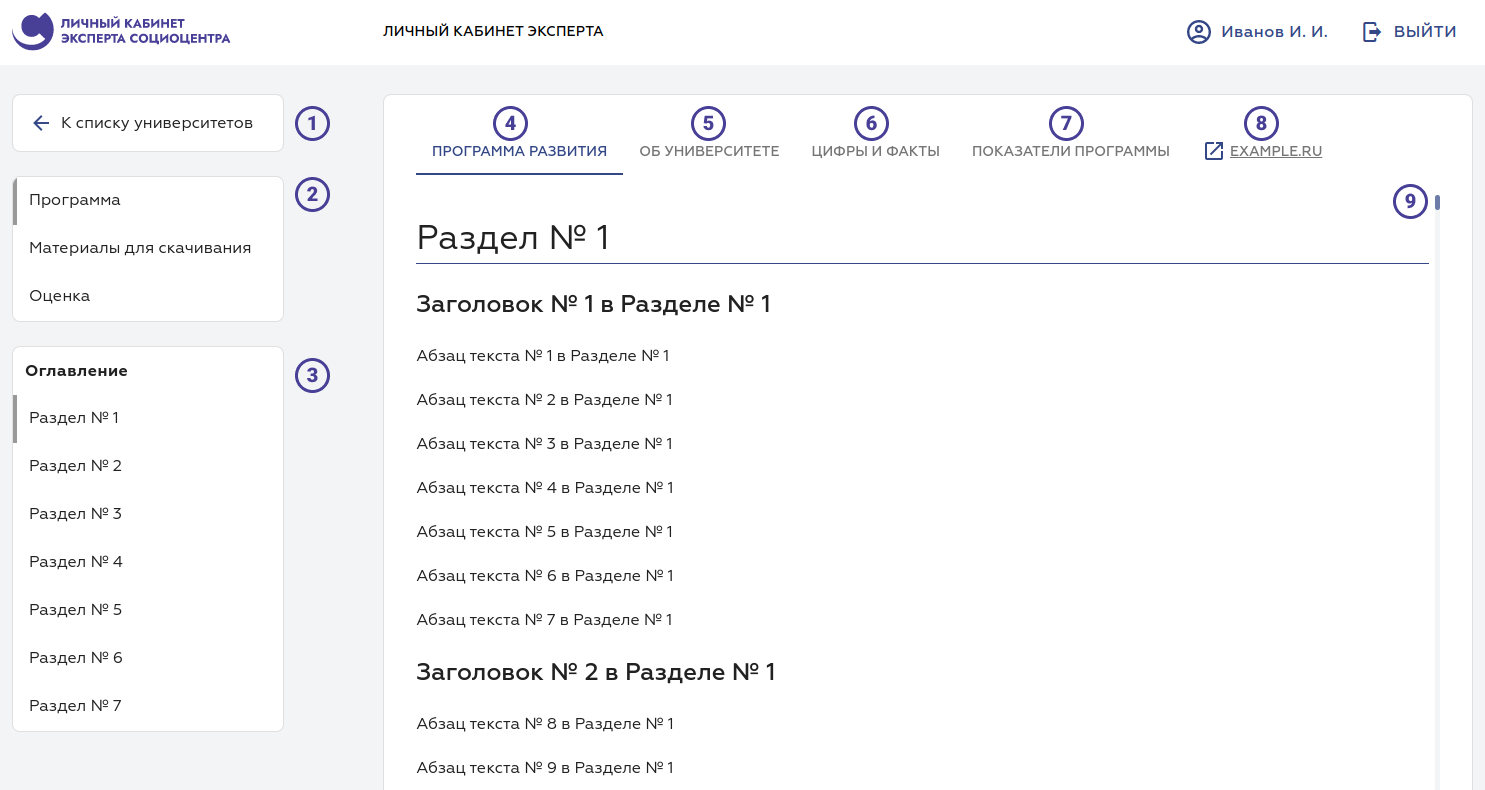 ЛИЧНЫЙ КАБИНЕТ
ЭКСПЕРТА СОЦИОЦЕНТРА
ЛИЧНЫЙ КАБИНЕТ ЭКСПЕРТА
Иванов И. И.
ВЫЙТИ
К списку университетов
1
Программа
2
Материалы для скачивания
Оценка
Оглавление
3
Раздел № 1
Раздел № 2
Раздел № 3
Раздел № 4
Раздел № 5
Раздел № 6
Раздел № 7
4
5
6
7
8
ПРОГРАММА РАЗВИТИЯ
ОБ УНИВЕРСИТЕТЕ
ЦИФРЫ И ФАКТЫ
ПОКАЗАТЕЛИ ПРОГРАММЫ
EXAMPLE.RU
9
Раздел № 1
Заголовок № 1 в Разделе № 1
Абзац текста № 1 в Разделе № 1
Абзац текста № 2 в Разделе № 1
Абзац текста № 3 в Разделе № 1
Абзац текста № 4 в Разделе № 1
Абзац текста № 5 в Разделе № 1
Абзац текста № 6 в Разделе № 1
Абзац текста № 7 в Разделе № 1
Заголовок № 2 в Разделе № 1
Абзац текста № 8 в Разделе № 1
Абзац текста № 9 в Разделе № 1